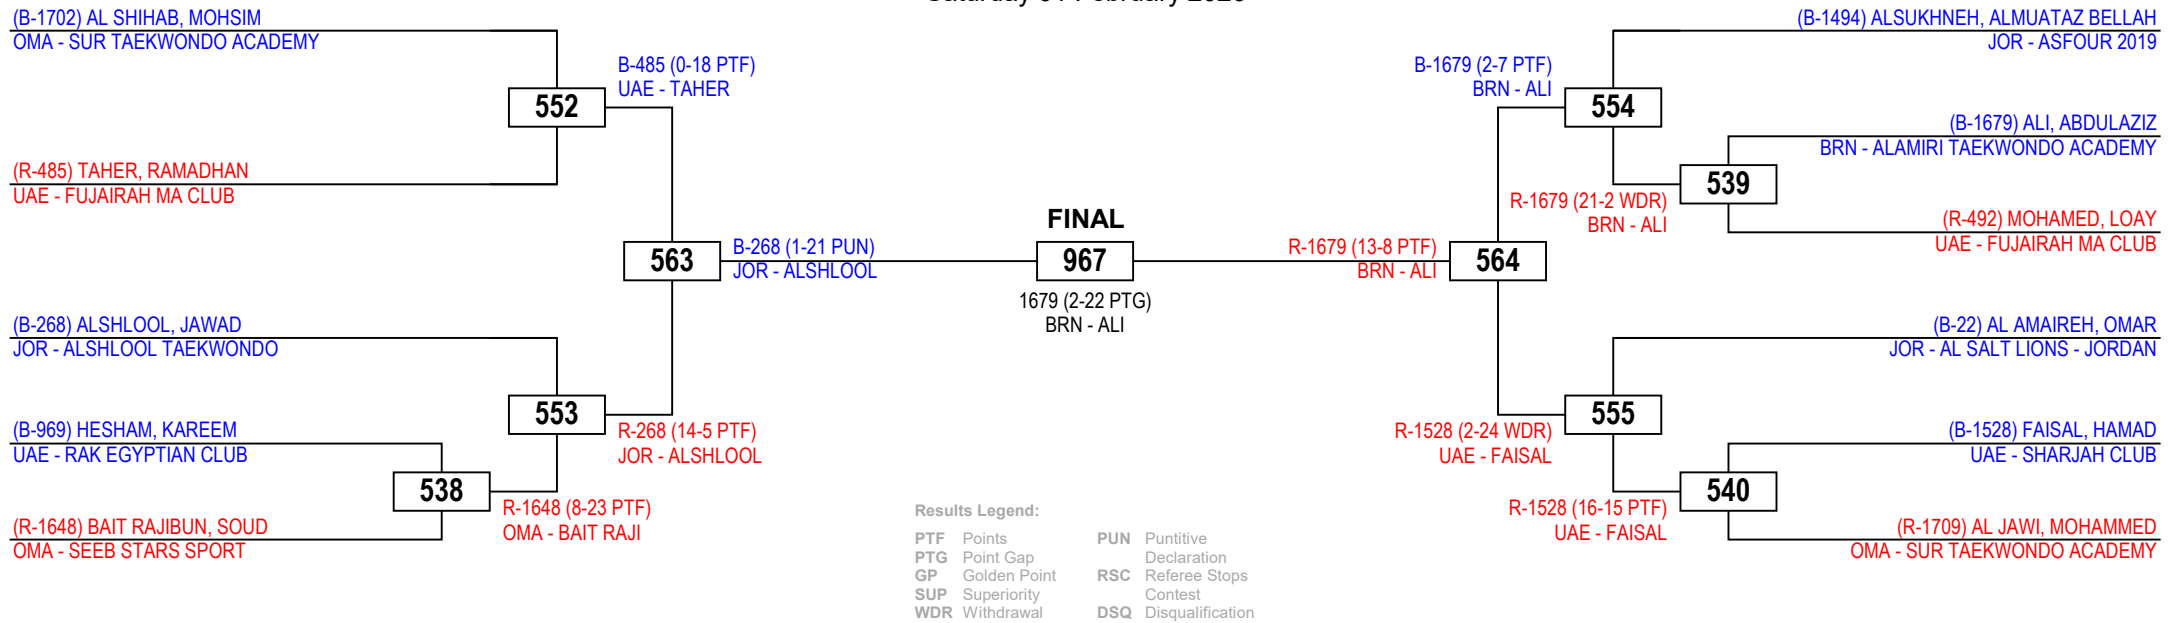 (B-1702) AL SHIHAB, MOHSIM
OMA - SUR TAEKWONDO ACADEMY
552
B-485 (0-18 PTF)
UAE - TAHER
(R-485) TAHER, RAMADHAN
UAE - FUJAIRAH MA CLUB
563
B-268 (1-21 PUN)
JOR - ALSHLOOL
(B-268) ALSHLOOL, JAWAD
JOR - ALSHLOOL TAEKWONDO
553
R-268 (14-5 PTF)
JOR - ALSHLOOL
(B-969) HESHAM, KAREEM
UAE - RAK EGYPTIAN CLUB
538
R-1648 (8-23 PTF)
OMA - BAIT RAJI
(R-1648) BAIT RAJIBUN, SOUD
OMA - SEEB STARS SPORT
FINAL
967
1679 (2-22 PTG)
BRN - ALI
(B-1494) ALSUKHNEH, ALMUATAZ BELLAH
JOR - ASFOUR 2019
B-1679 (2-7 PTF)
BRN - ALI
554
(B-1679) ALI, ABDULAZIZ
BRN - ALAMIRI TAEKWONDO ACADEMY
539
R-1679 (21-2 WDR)
BRN - ALI
(R-492) MOHAMED, LOAY
UAE - FUJAIRAH MA CLUB
R-1679 (13-8 PTF)
BRN - ALI
564
(B-22) AL AMAIREH, OMAR
JOR - AL SALT LIONS - JORDAN
555
R-1528 (2-24 WDR)
UAE - FAISAL
(B-1528) FAISAL, HAMAD
UAE - SHARJAH CLUB
540
R-1528 (16-15 PTF)
UAE - FAISAL
(R-1709) AL JAWI, MOHAMMED
OMA - SUR TAEKWONDO ACADEMY
Results Legend:
PTF Points
PTG Point Gap
GP Golden Point
SUP Superiority
WDR Withdrawal
PUN Puntitive
Declaration
RSC Referee Stops
Contest
DSQ Disqualification